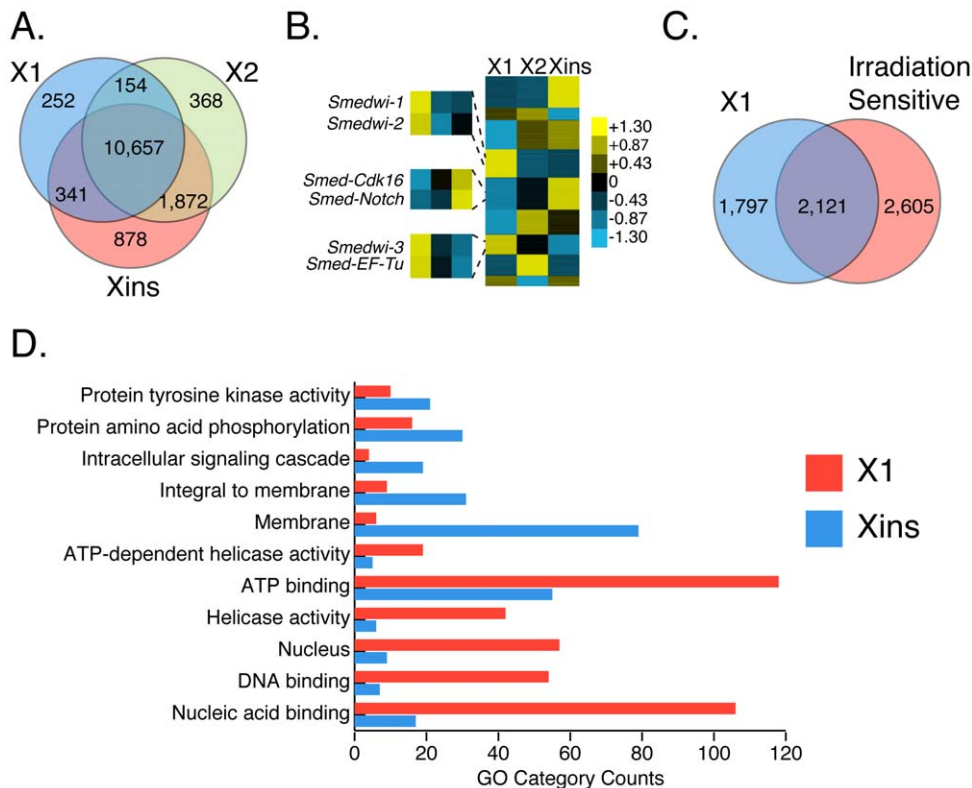 A.
X1
X2
154
252
368
10,657
341
1,872
878
Xins
B.
X1 X2 Xins
Smedwi-1
Smedwi-2
Smed-Cdk16
Smed-Notch
Smedwi-3
Smed-EF-Tu
+1.30
+0.87
+0.43
0
-0.43
-0.87
-1.30
C.
X1
Irradiation
Sensitive
1,797
2,121
2,605
D.
Protein tyrosine kinase activity
Protein amino acid phosphorylation
Intracellular signaling cascade
Integral to membrane
Membrane
ATP-dependent helicase activity
ATP binding
Helicase activity
Nucleus
DNA binding
Nucleic acid binding
0 20 40 60 80 100 120
GO Category Counts
X1
Xins